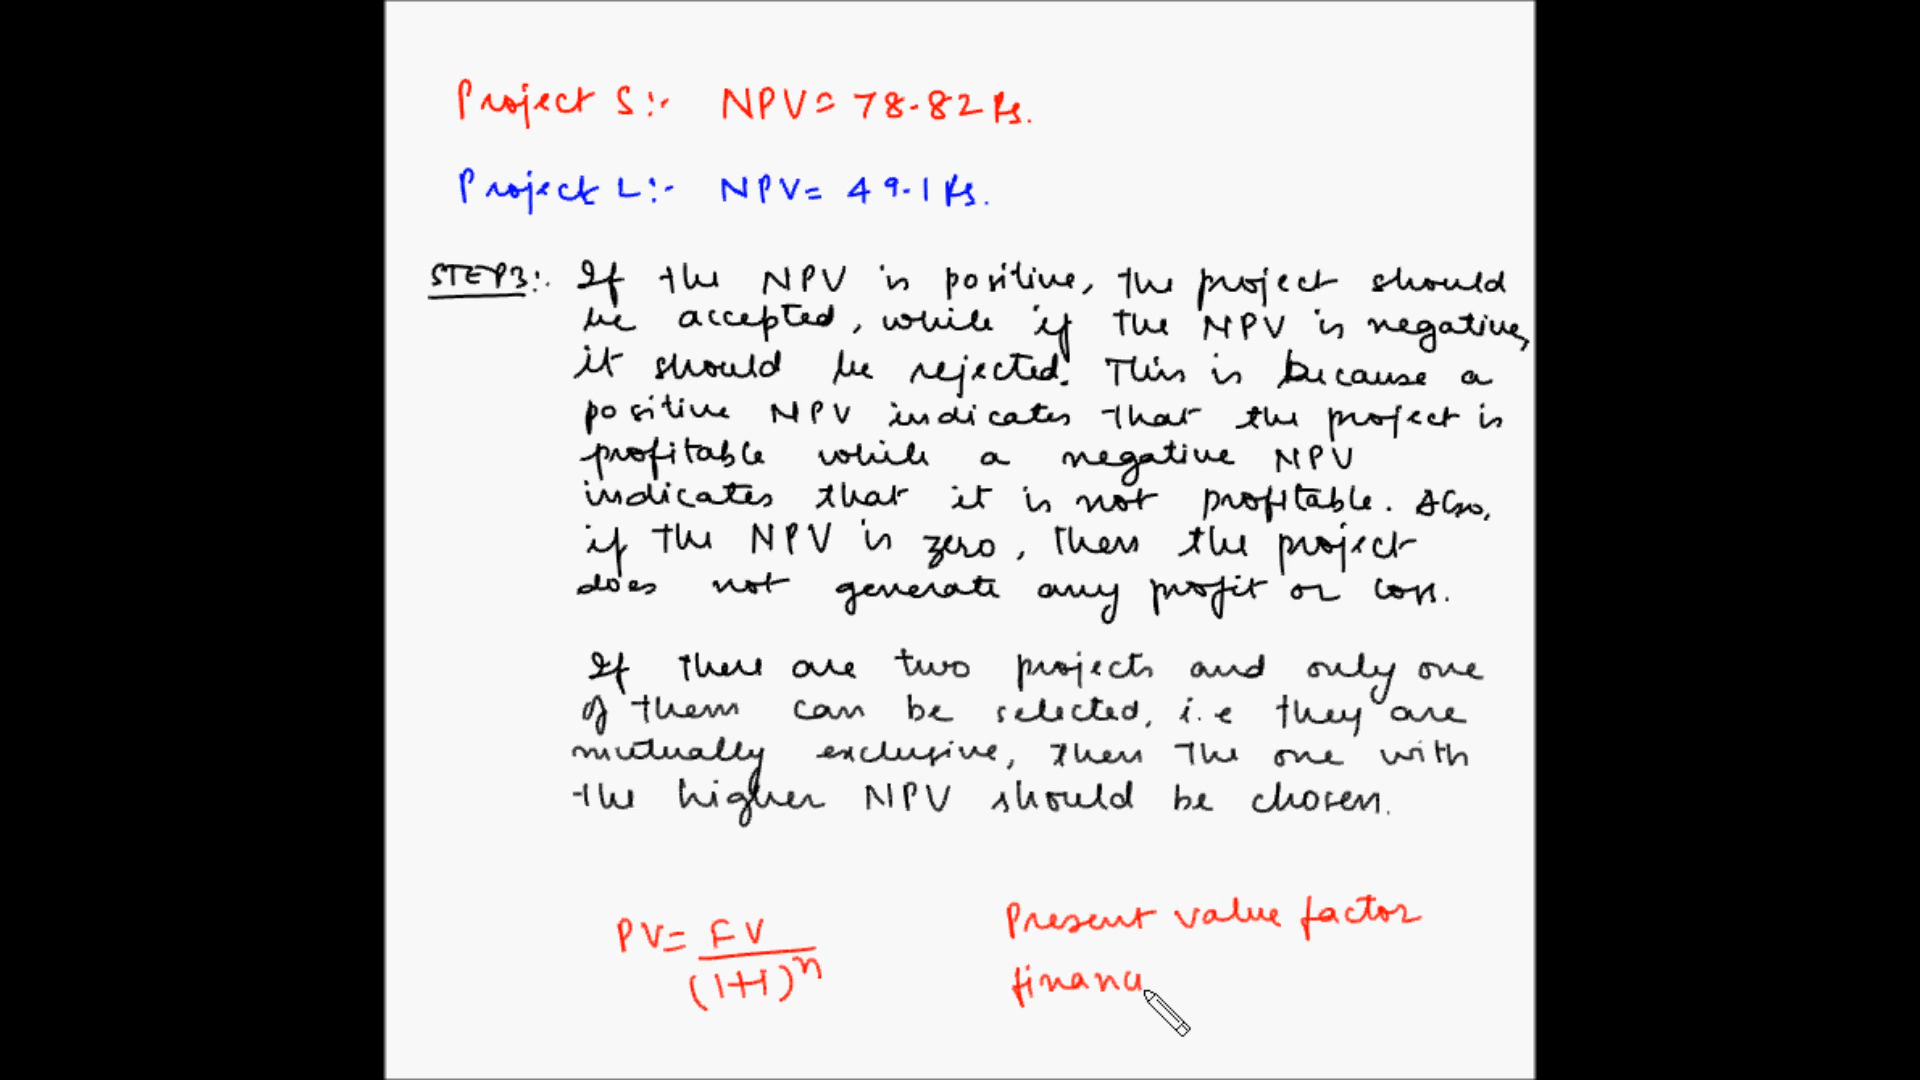 Project S:- NPV= 78.82 Rs.
Project L:- NPV= 49.1 Rs.
STEP3:- If the NPV is positive, the project should
be accepted, while if the NPV is negative,
it should be rejected. This is because a
positive NPV indicates that the project is
profitable while a negative NPV
indicates that it is not profitable. Also,
if the NPV is zero, then the project
does not generate any profit or loss.
If there are two projects and only one
of them can be selected, i.e they are
mutually exclusive, then the one with
the higher NPV should be chosen.
PV= FV
(1+I)^n
Present value factor
financ